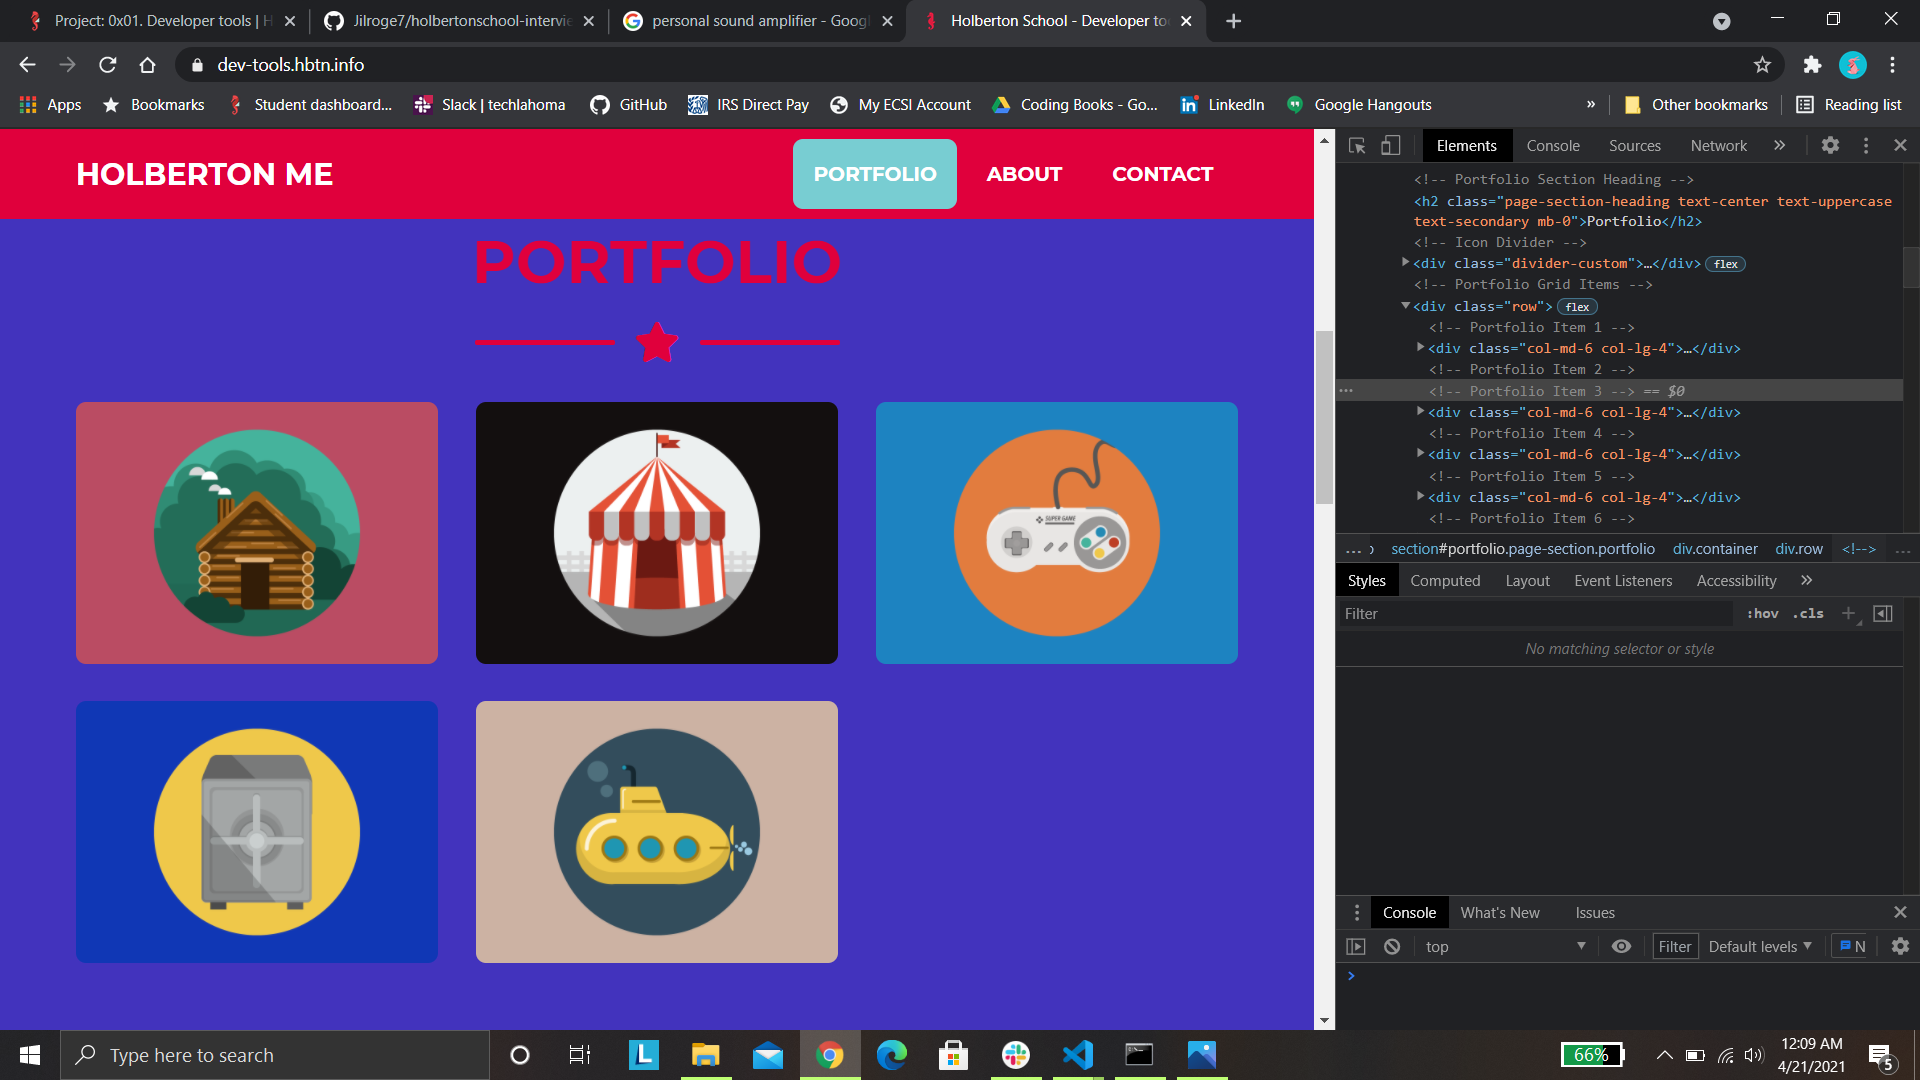 Project: 0x01. Developer tools | H
Jilroge7/holbertonschool-intervie
personal sound amplifier - Googl
Holberton School - Developer too
dev-tools.hbtn.info
Apps
Bookmarks
Student dashboard...
Slack | techlahoma
GitHub
IRS Direct Pay
My ECSI Account
Coding Books - Go...
LinkedIn
Google Hangouts
»
Other bookmarks
Reading list
HOLBERTON ME
PORTFOLIO
ABOUT
CONTACT
PORTFOLIO
SUPER GAME
Elements
Console
Sources
Network
»
<!-- Portfolio Section Heading -->
<h2 class="page-section-heading text-center text-uppercase
text-secondary mb-0">Portfolio</h2>
<!-- Icon Divider -->
<div class="divider-custom">…</div> flex
<!-- Portfolio Grid Items -->
<div class="row"> flex
<!-- Portfolio Item 1 -->
<div class="col-md-6 col-lg-4">…</div>
<!-- Portfolio Item 2 -->
<!-- Portfolio Item 3 --> == $0
<div class="col-md-6 col-lg-4">…</div>
<!-- Portfolio Item 4 -->
<div class="col-md-6 col-lg-4">…</div>
<!-- Portfolio Item 5 -->
<div class="col-md-6 col-lg-4">…</div>
<!-- Portfolio Item 6 -->
... section#portfolio.page-section.portfolio div.container div.row <!--> ...
Styles
Computed
Layout
Event Listeners
Accessibility
»
Filter
:hov
.cls
No matching selector or style
Console
What's New
Issues
top
Filter
Default levels
N
Type here to search
L
66%
12:09 AM
4/21/2021
5